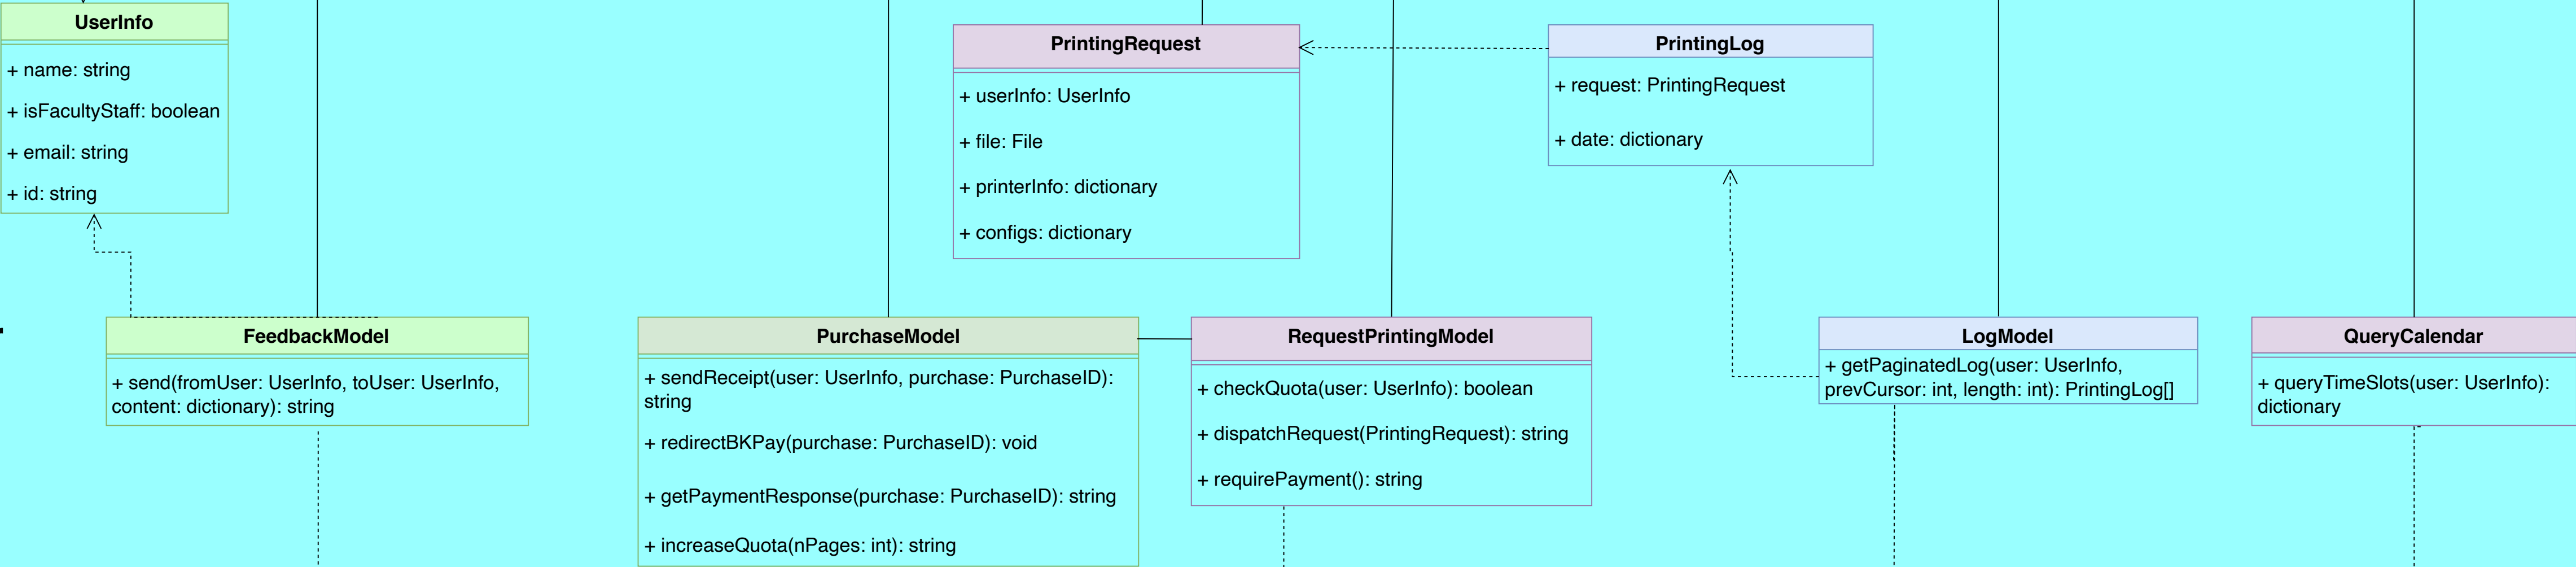 UserInfo
+ name: string
+ isFacultyStaff: boolean
+ email: string
+ id: string
PrintingRequest
+ userInfo: UserInfo
+ file: File
+ printerInfo: dictionary
+ configs: dictionary
PrintingLog
+ request: PrintingRequest
+ date: dictionary
FeedbackModel
+ send(fromUser: UserInfo, toUser: UserInfo,
content: dictionary): string
PurchaseModel
+ sendReceipt(user: UserInfo, purchase: PurchaseID):
string
+ redirectBKPay(purchase: PurchaseID): void
+ getPaymentResponse(purchase: PurchaseID): string
+ increaseQuota(nPages: int): string
RequestPrintingModel
+ checkQuota(user: UserInfo): boolean
+ dispatchRequest(PrintingRequest): string
+ requirePayment(): string
LogModel
+ getPaginatedLog(user: UserInfo,
prevCursor: int, length: int): PrintingLog[]
QueryCalendar
+ queryTimeSlots(user: UserInfo):
dictionary